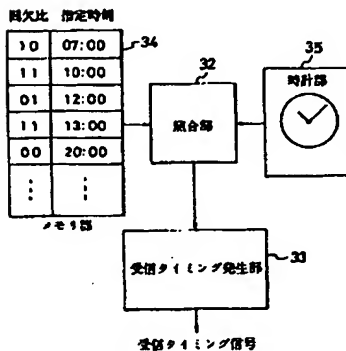 間欠比 指定時刻
10 07:00
11 10:00
01 12:00
11 13:00
00 20:00
メモリ部
34
32
照合部
35
時計部
受信タイミング発生部
33
受信タイミング信号